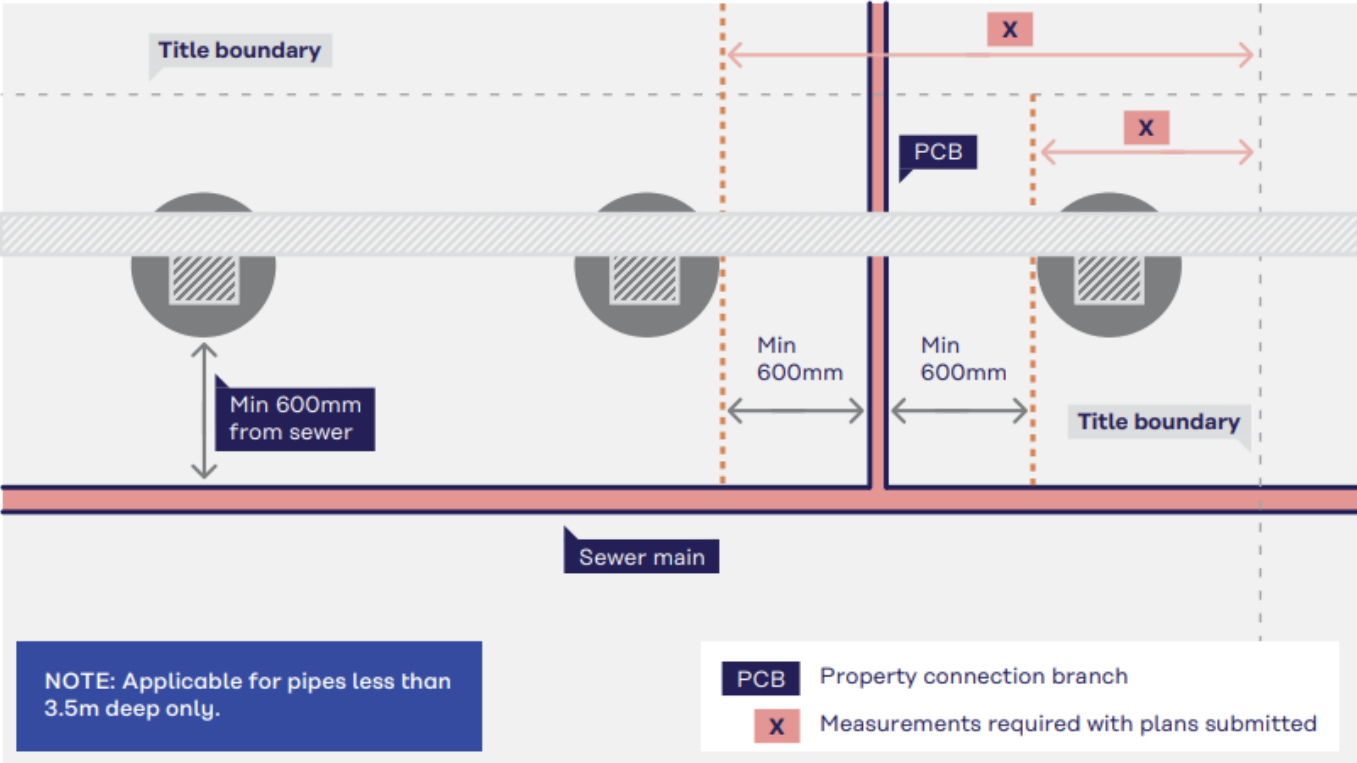 X
Title boundary
X
PCB
Min
600mm
Min
600mm
Min 600mm
from sewer
Title boundary
Sewer main
NOTE: Applicable for pipes less than
3.5m deep only.
PCB Property connection branch
X Measurements required with plans submitted